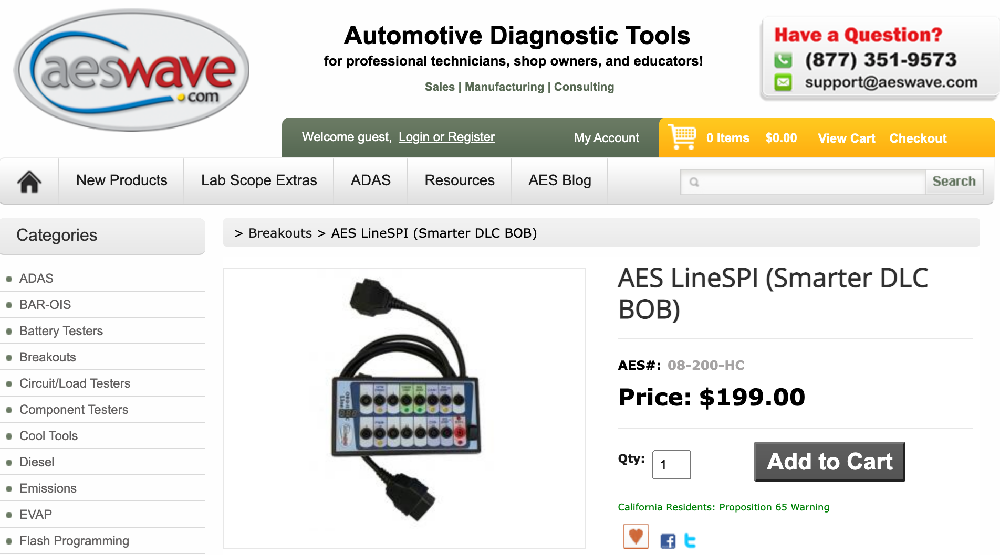 aeswave
.com
Automotive Diagnostic Tools
for professional technicians, shop owners, and educators!
Sales | Manufacturing | Consulting
Have a Question?
(877) 351-9573
support@aeswave.com
Welcome guest, Login or Register
My Account
0 Items $0.00 View Cart Checkout
New Products
Lab Scope Extras
ADAS
Resources
AES Blog
Search
Categories
ADAS
BAR-OIS
Battery Testers
Breakouts
Circuit/Load Testers
Component Testers
Cool Tools
Diesel
Emissions
EVAP
Flash Programming
> Breakouts > AES LineSPI (Smarter DLC BOB)
AES LineSPI (Smarter DLC
BOB)
AES#: 08-200-HC
Price: $199.00
Qty: 1
Add to Cart
California Residents: Proposition 65 Warning